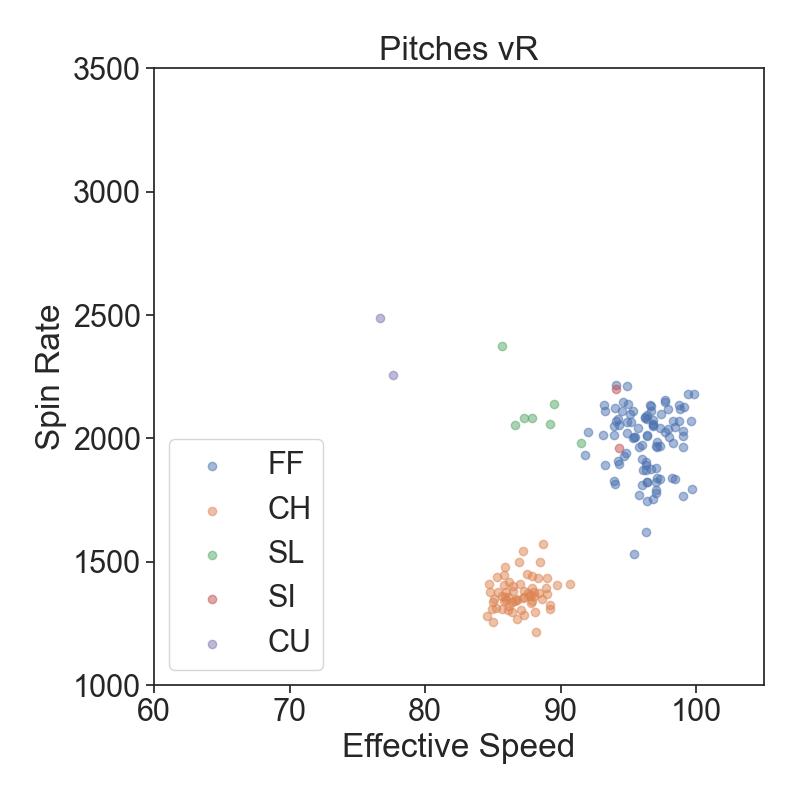 Pitches vR
3500
3000
2500
2000
1500
1000
Spin Rate
FF
CH
SL
SI
CU
60 70 80 90 100
Effective Speed